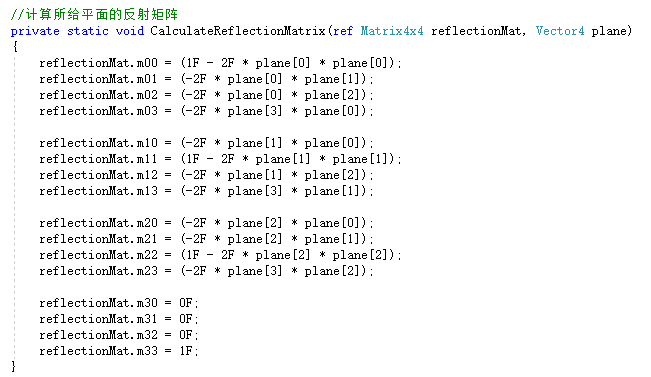 //计算所给平面的反射矩阵
private static void CalculateReflectionMatrix(ref Matrix4x4 reflectionMat, Vector4 plane)
{
reflectionMat.m00 = (1F - 2F * plane[0] * plane[0]);
reflectionMat.m01 = (-2F * plane[0] * plane[1]);
reflectionMat.m02 = (-2F * plane[0] * plane[2]);
reflectionMat.m03 = (-2F * plane[3] * plane[0]);
reflectionMat.m10 = (-2F * plane[1] * plane[0]);
reflectionMat.m11 = (1F - 2F * plane[1] * plane[1]);
reflectionMat.m12 = (-2F * plane[1] * plane[2]);
reflectionMat.m13 = (-2F * plane[3] * plane[1]);
reflectionMat.m20 = (-2F * plane[2] * plane[0]);
reflectionMat.m21 = (-2F * plane[2] * plane[1]);
reflectionMat.m22 = (1F - 2F * plane[2] * plane[2]);
reflectionMat.m23 = (-2F * plane[3] * plane[2]);
reflectionMat.m30 = 0F;
reflectionMat.m31 = 0F;
reflectionMat.m32 = 0F;
reflectionMat.m33 = 1F;
}